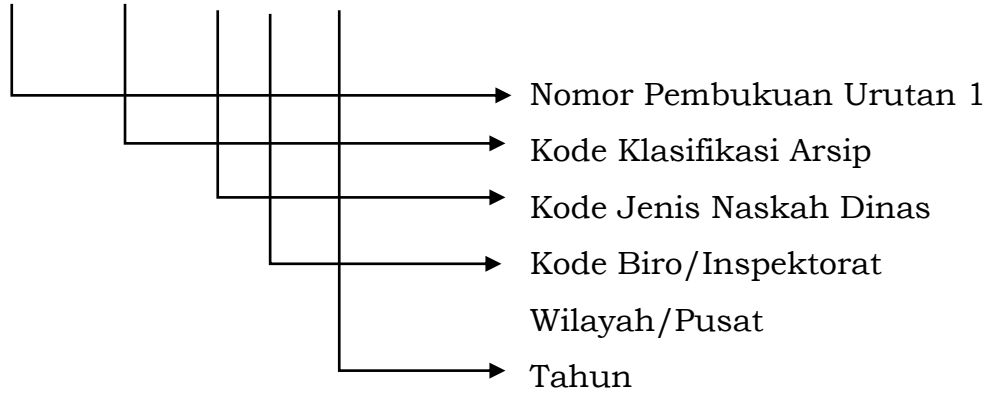 Nomor Pembukuan Urutan 1
Kode Klasifikasi Arsip
Kode Jenis Naskah Dinas
Kode Biro/Inspektorat
Wilayah/Pusat
Tahun